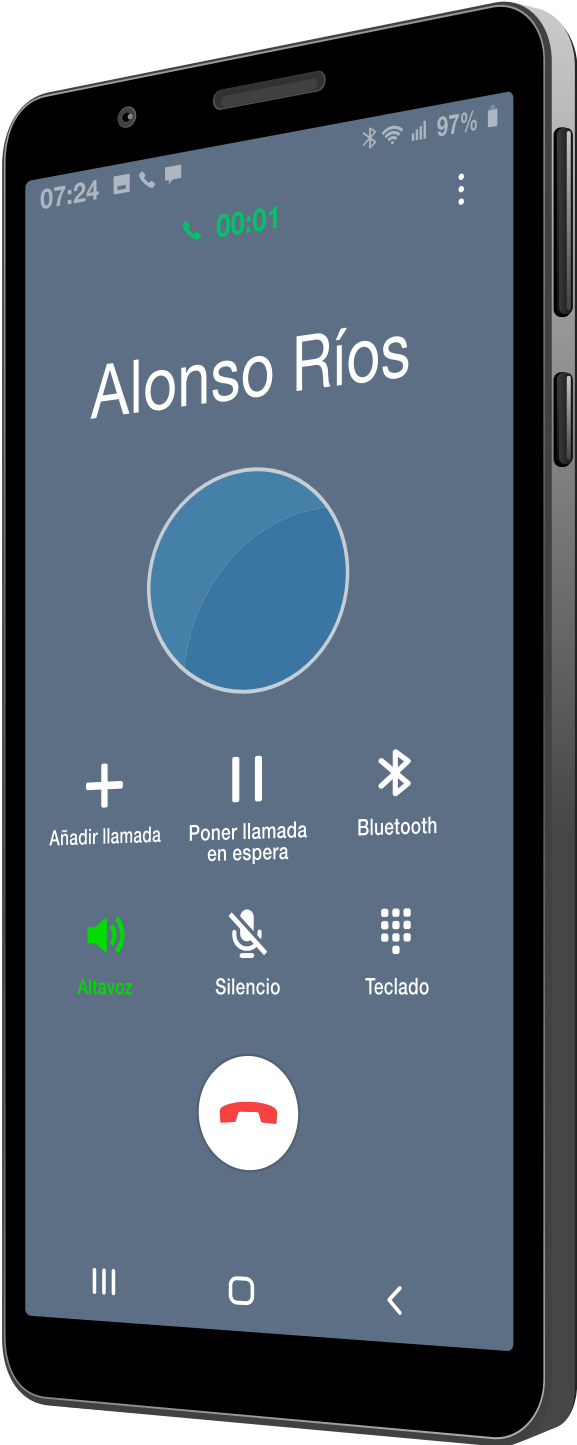 07:24 97%
00:01
Alonso Ríos
Añadir llamada
Poner llamada
en espera
Bluetooth
Altavoz
Silencio
Teclado